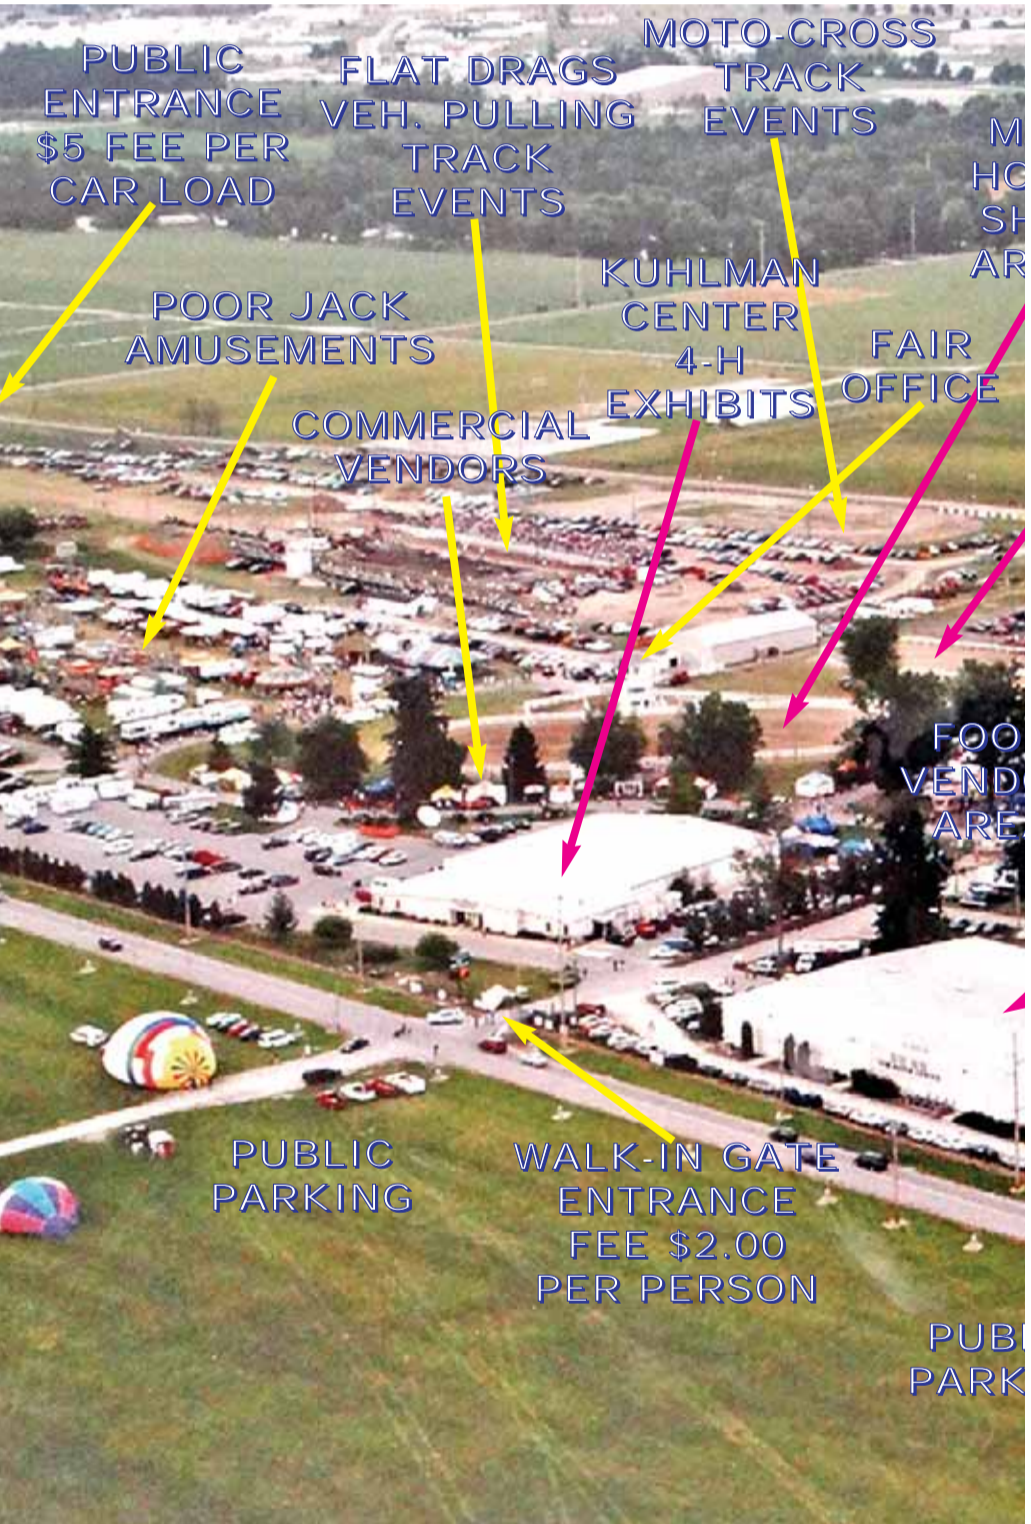 PUBLIC
ENTRANCE
$5 FEE PER
CAR LOAD
FLAT DRAGS
VEH. PULLING
TRACK
EVENTS
MOTO-CROSS
TRACK
EVENTS
KUHLMAN
CENTER
4-H
EXHIBITS
POOR JACK
AMUSEMENTS
FAIR
OFFICE
COMMERCIAL
VENDORS
PUBLIC
PARKING
WALK-IN GATE
ENTRANCE
FEE $2.00
PER PERSON